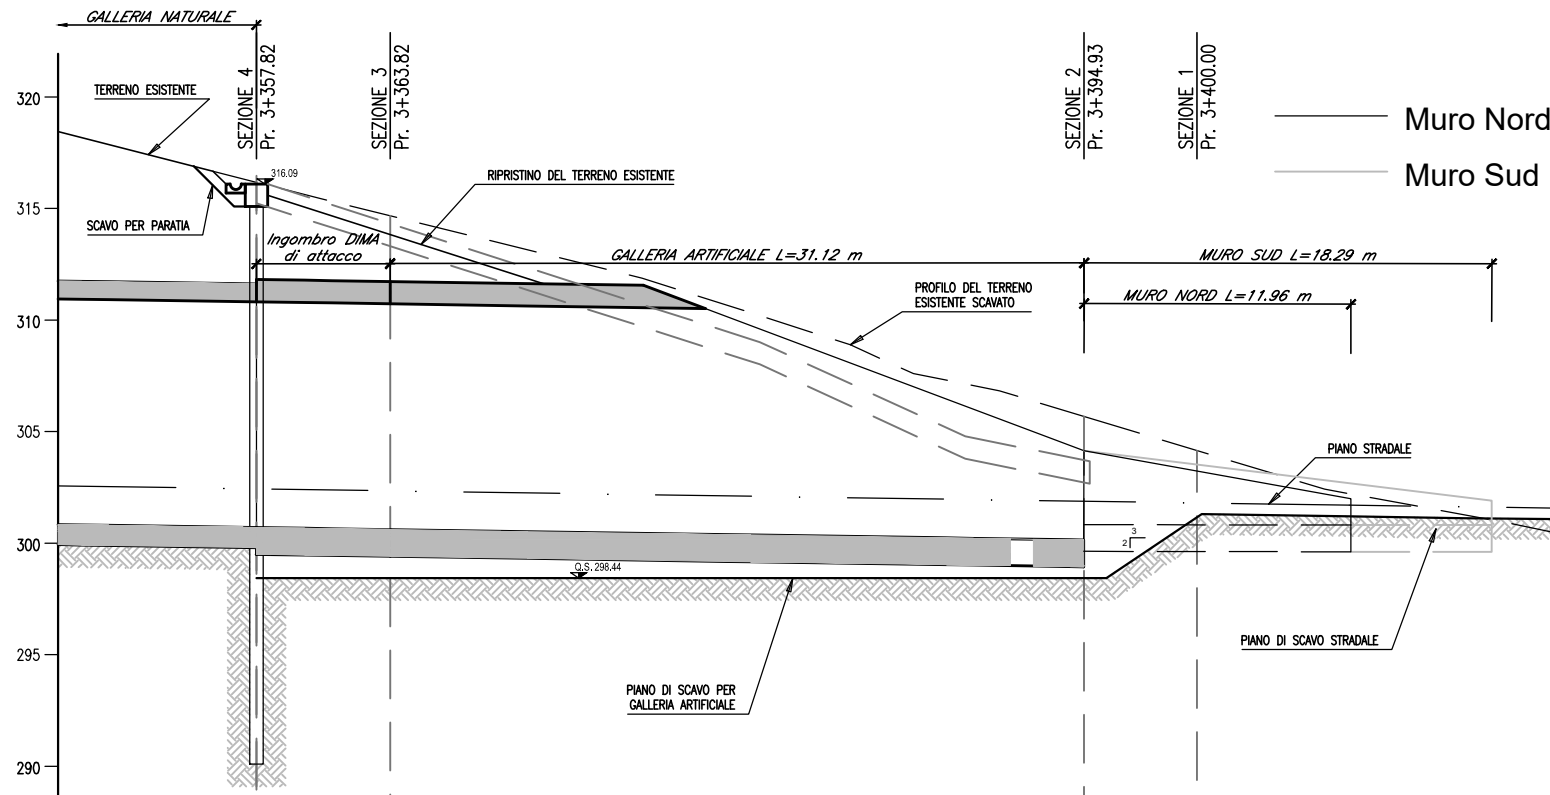 GALLERIA NATURALE
SEZIONE 4
Pr. 3+357.82
SEZIONE 3
Pr. 3+363.82
SEZIONE 2
Pr. 3+394.93
SEZIONE 1
Pr. 3+400.00
320
TERRENO ESISTENTE
Muro Nord
Muro Sud
316.09
RIPRISTINO DEL TERRENO ESISTENTE
315
SCAVO PER PARATIA
Ingombro DIMA
di attacco
GALLERIA ARTIFICIALE L=31.12 m
MURO SUD L=18.29 m
PROFILO DEL TERRENO
ESISTENTE SCAVATO
MURO NORD L=11.96 m
310
305
PIANO STRADALE
300
3
2
Q.S. 298.44
PIANO DI SCAVO STRADALE
295
PIANO DI SCAVO PER
GALLERIA ARTIFICIALE
290